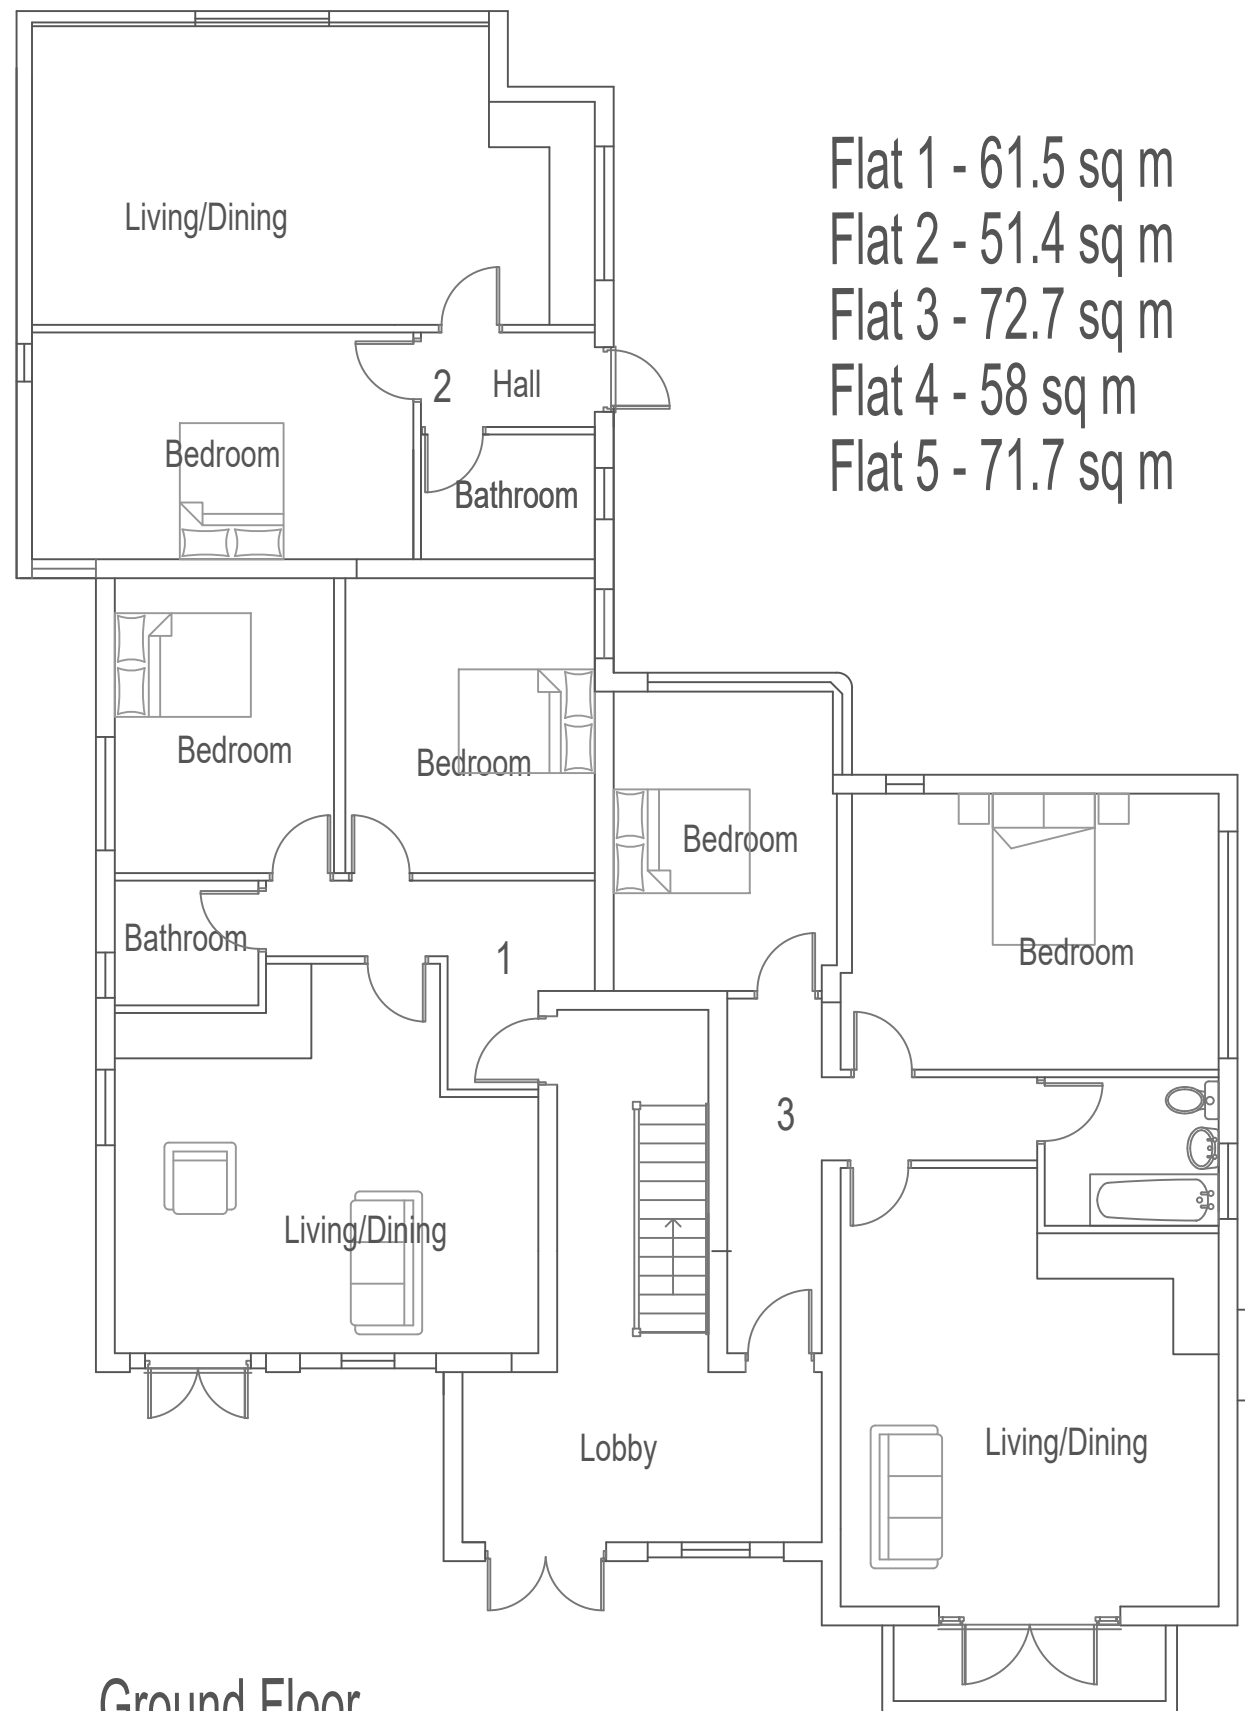 Flat 1 - 61.5 sq m
Flat 2 - 51.4 sq m
Flat 3 - 72.7 sq m
Flat 4 - 58 sq m
Flat 5 - 71.7 sq m
Living/Dining
2 Hall
Bedroom
Bathroom
Bedroom
Bedroom
Bedroom
Bedroom
Bathroom
1
3
Living/Dining
Lobby
Living/Dining
Ground Floor